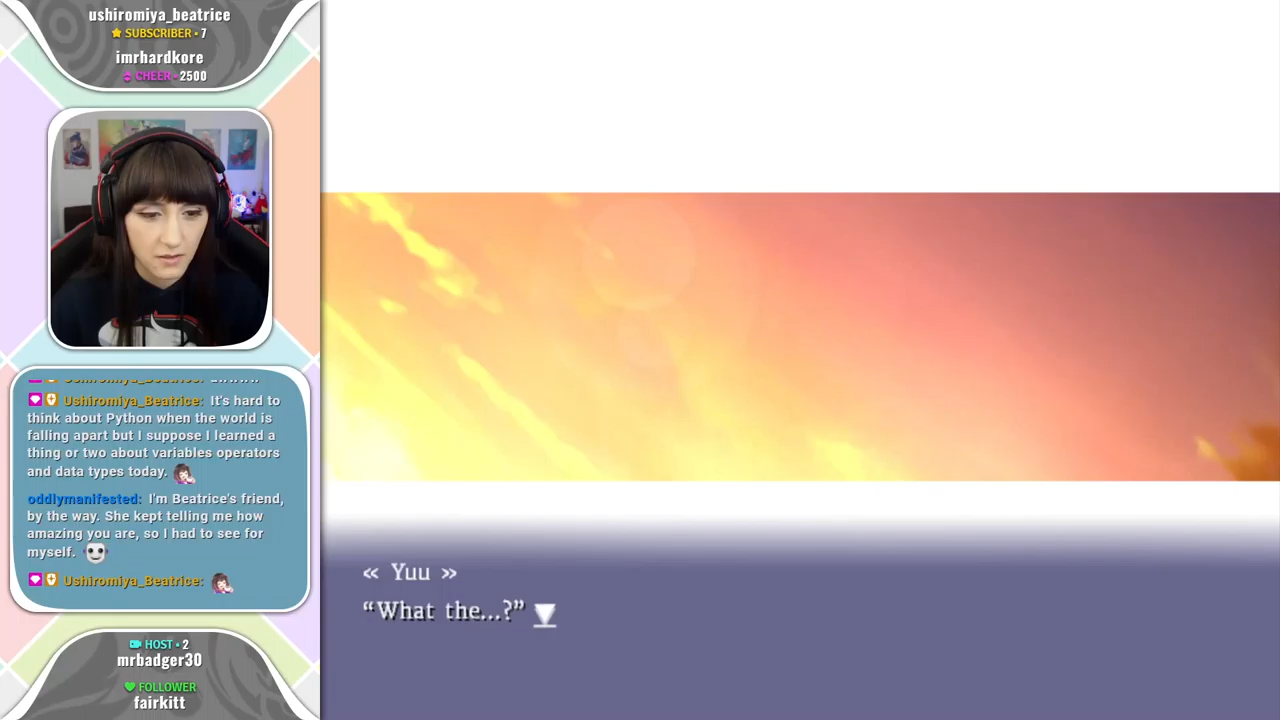 ushiromiya_beatrice
SUBSCRIBER • 7
imrhardkore
CHEER • 2500
Ushiromiya_Beatrice:
Ushiromiya_Beatrice: It's hard to
think about Python when the world is
falling apart but I suppose I learned a
thing or two about variables operators
and data types today.
oddlymanifested: I'm Beatrice's friend,
by the way. She kept telling me how
amazing you are, so I had to see for
myself.
Ushiromiya_Beatrice:
HOST • 2
mrbadger30
FOLLOWER
fairkitt
« Yuu »
“What the...?”